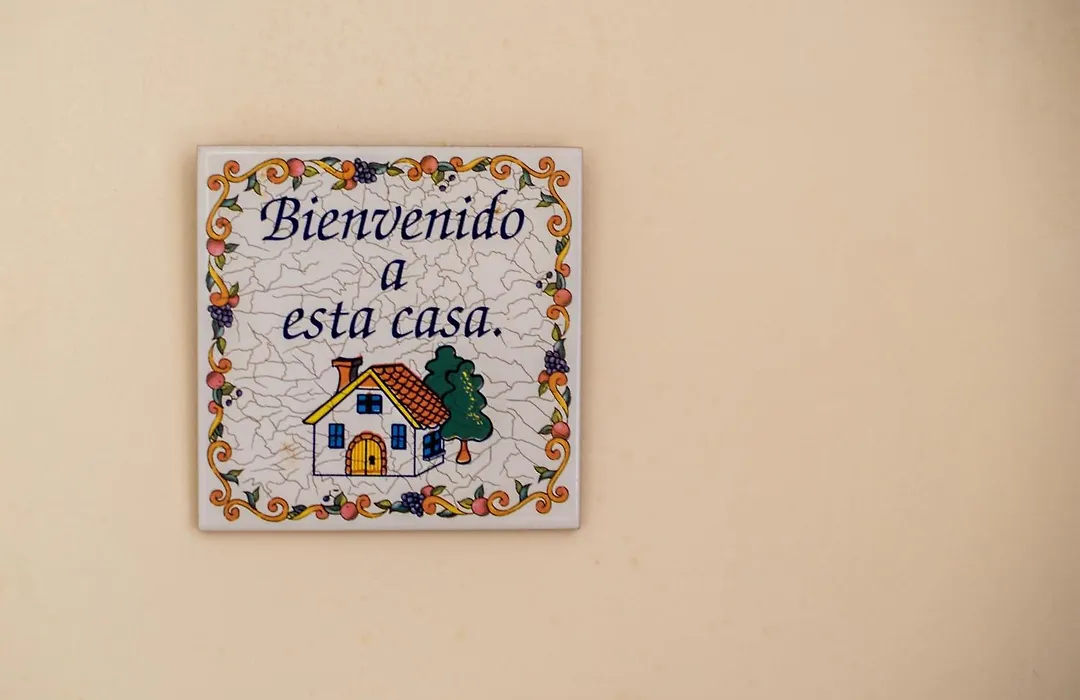 Bienvenido
a
esta casa.